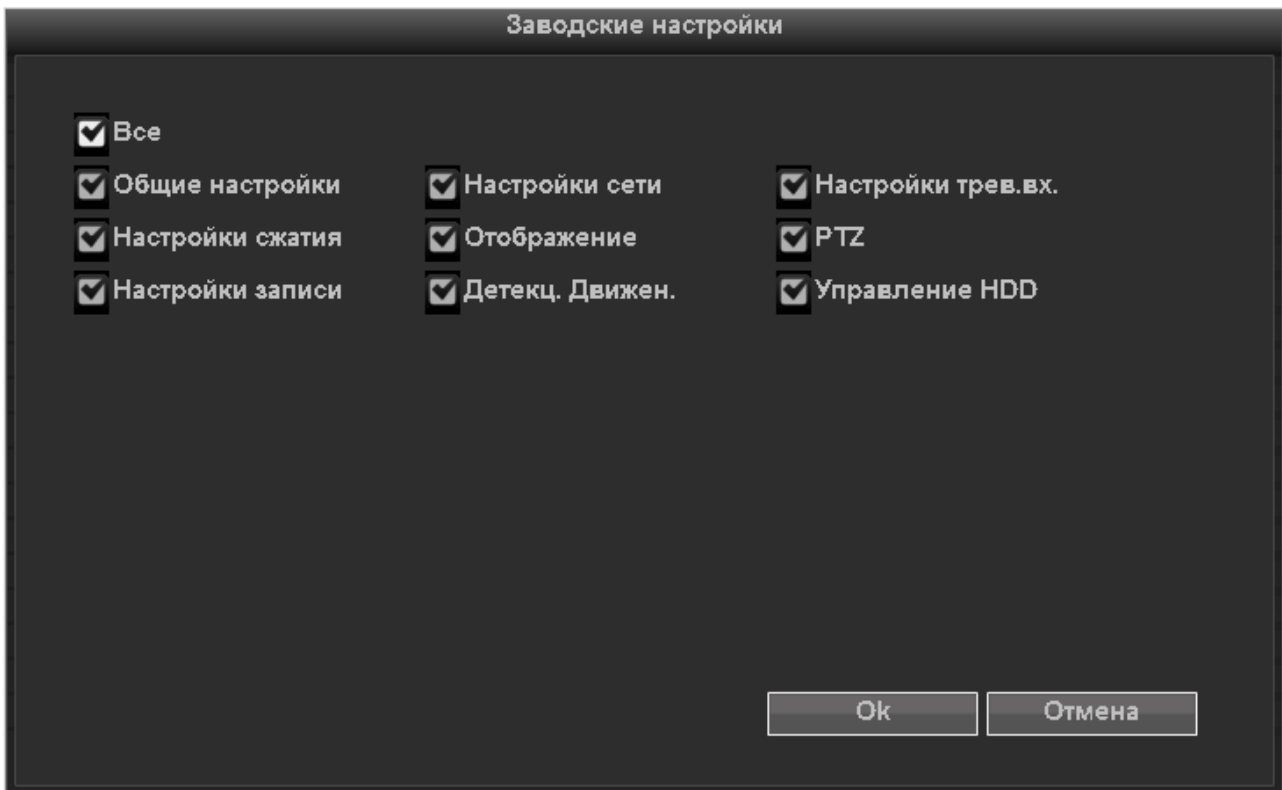 Заводские настройки
Все
Общие настройки Настройки сети Настройки трев.вх.
Настройки сжатия Отображение PTZ
Настройки записи Детекц. Движен. Управление HDD
Ok Отмена